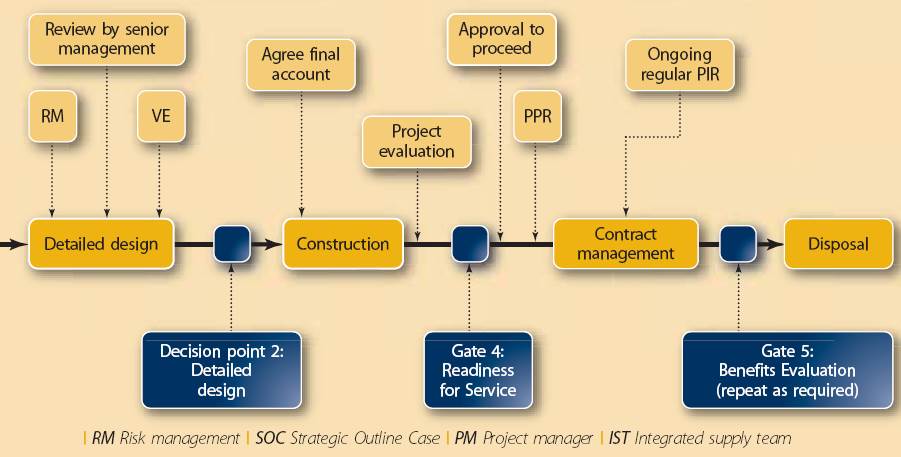 Review by senior
management
Agree final
account
Approval to
proceed
Ongoing
regular PIR
RM
VE
Project
evaluation
PPR
Detailed design
Construction
Contract
management
Disposal
Decision point 2:
Detailed
design
Gate 4:
Readiness
for Service
Gate 5:
Benefits Evaluation
(repeat as required)
| RM Risk management | SOC Strategic Outline Case | PM Project manager | IST Integrated supply team